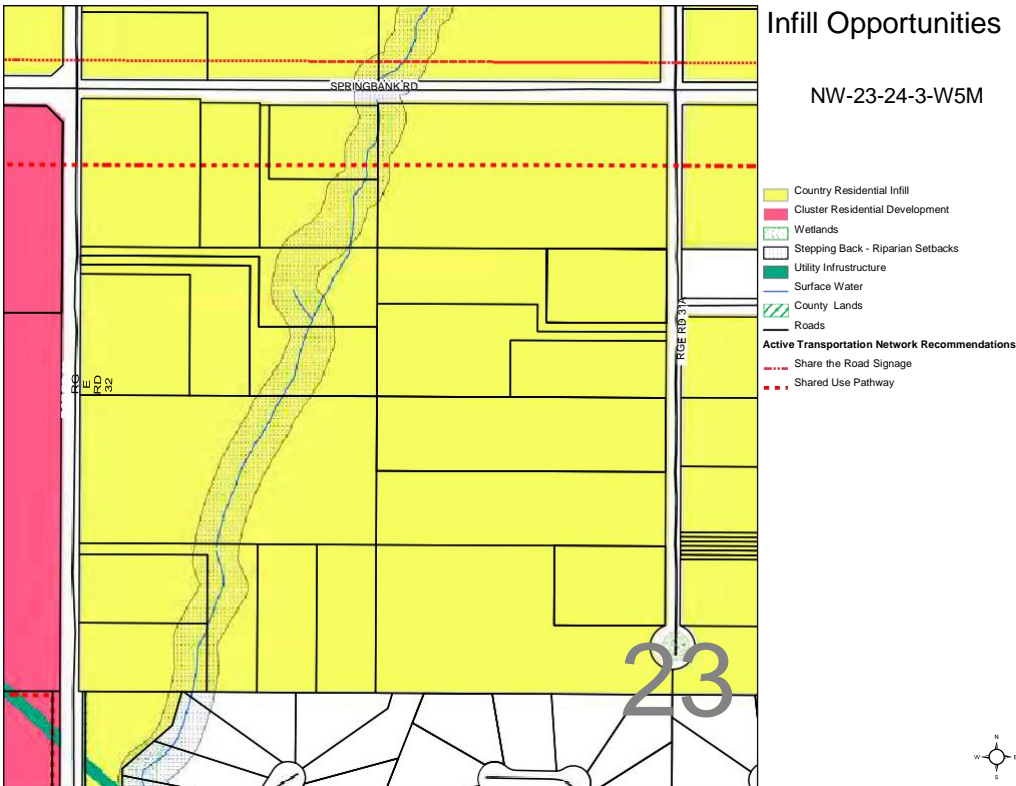 Infill Opportunities
NW-23-24-3-W5M
Country Residential Infill
Cluster Residential Development
Wetlands
Stepping Back - Riparian Setbacks
Utility Infrustructure
Surface Water
County Lands
Roads
Active Transportation Network Recommendations
Share the Road Signage
Shared Use Pathway
SPRINGBANK RD
RGE RD 31A
RG
E
RD
32
23
N
W
E
S